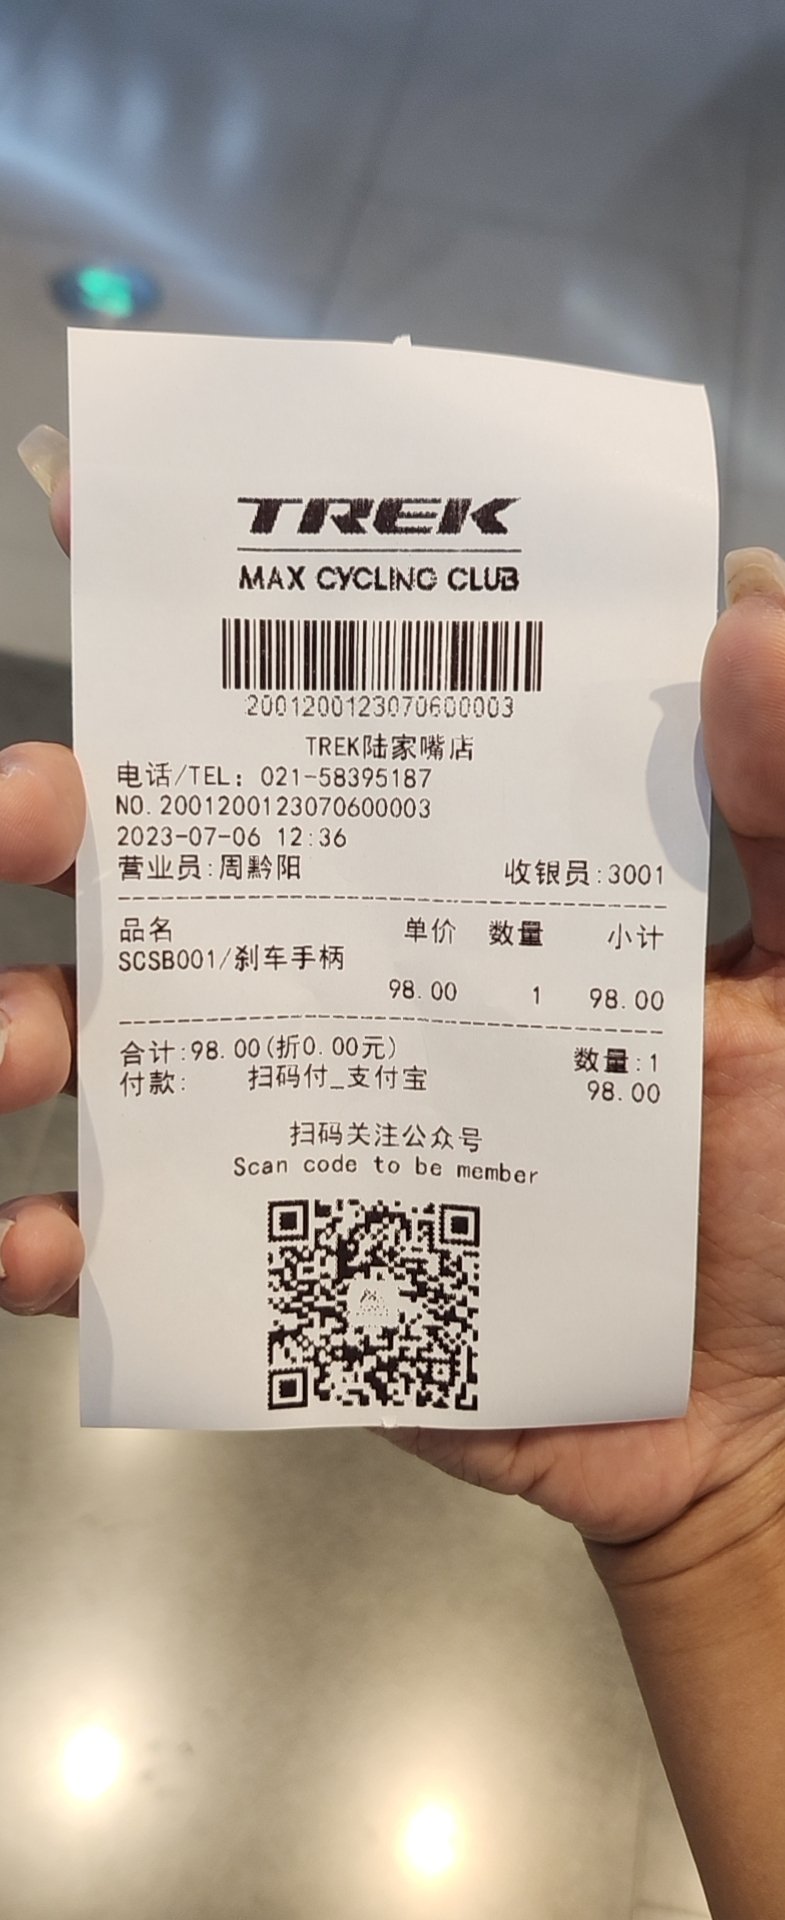 TREK
MAX CYCLING CLUB
2001200123070600003
TREK陆家嘴店
电话/TEL: 021-58395187
NO.2001200123070600003
2023-07-06 12:36
营业员:周黔阳 收银员:3001
品名 单价 数量 小计
SCSB001/刹车手柄
98.00 1 98.00
合计:98.00(折0.00元) 数量:1
付款: 扫码付_支付宝 98.00
扫码关注公众号
Scan code to be member